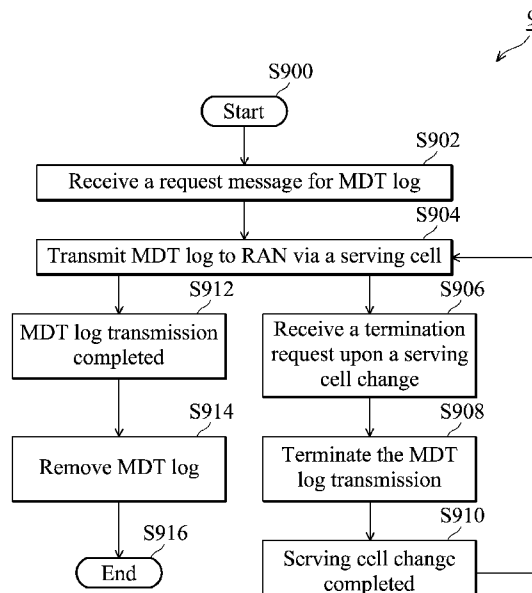 9
S900
Start
S902
Receive a request message for MDT log
S904
Transmit MDT log to RAN via a serving cell
S912
MDT log transmission
completed
S906
Receive a termination
request upon a serving
cell change
S914
Remove MDT log
S908
Terminate the MDT
log transmission
S916
End
S910
Serving cell change
completed